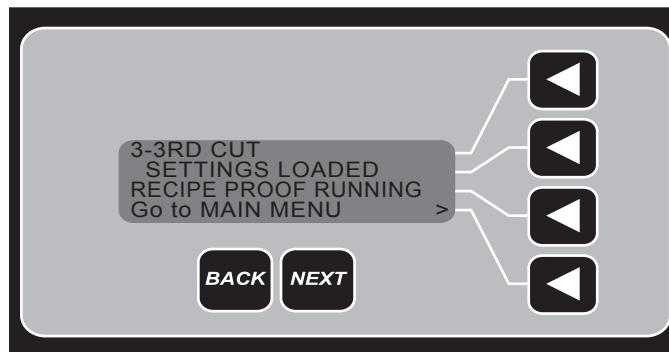 3-3RD CUT
SETTINGS LOADED
RECIPE PROOF RUNNING
Go to MAIN MENU >
BACK NEXT